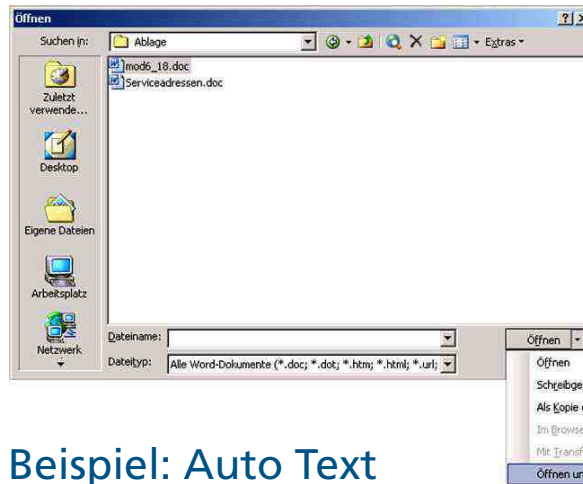 Öffnen
Suchen in: Ablage Extras
mod6_18.doc
Serviceadressen.doc
Zuletzt
verwende...
Desktop
Eigene Dateien
Arbeitsplatz
Netzwerk
Dateiname:
Dateityp: Alle Word-Dokumente (*.doc; *.dot; *.htm; *.html; *.url;
Öffnen
Öffnen
Schreibge
Als Kopie
Im Browse
Mit Transf
Öffnen un
Beispiel: Auto Text